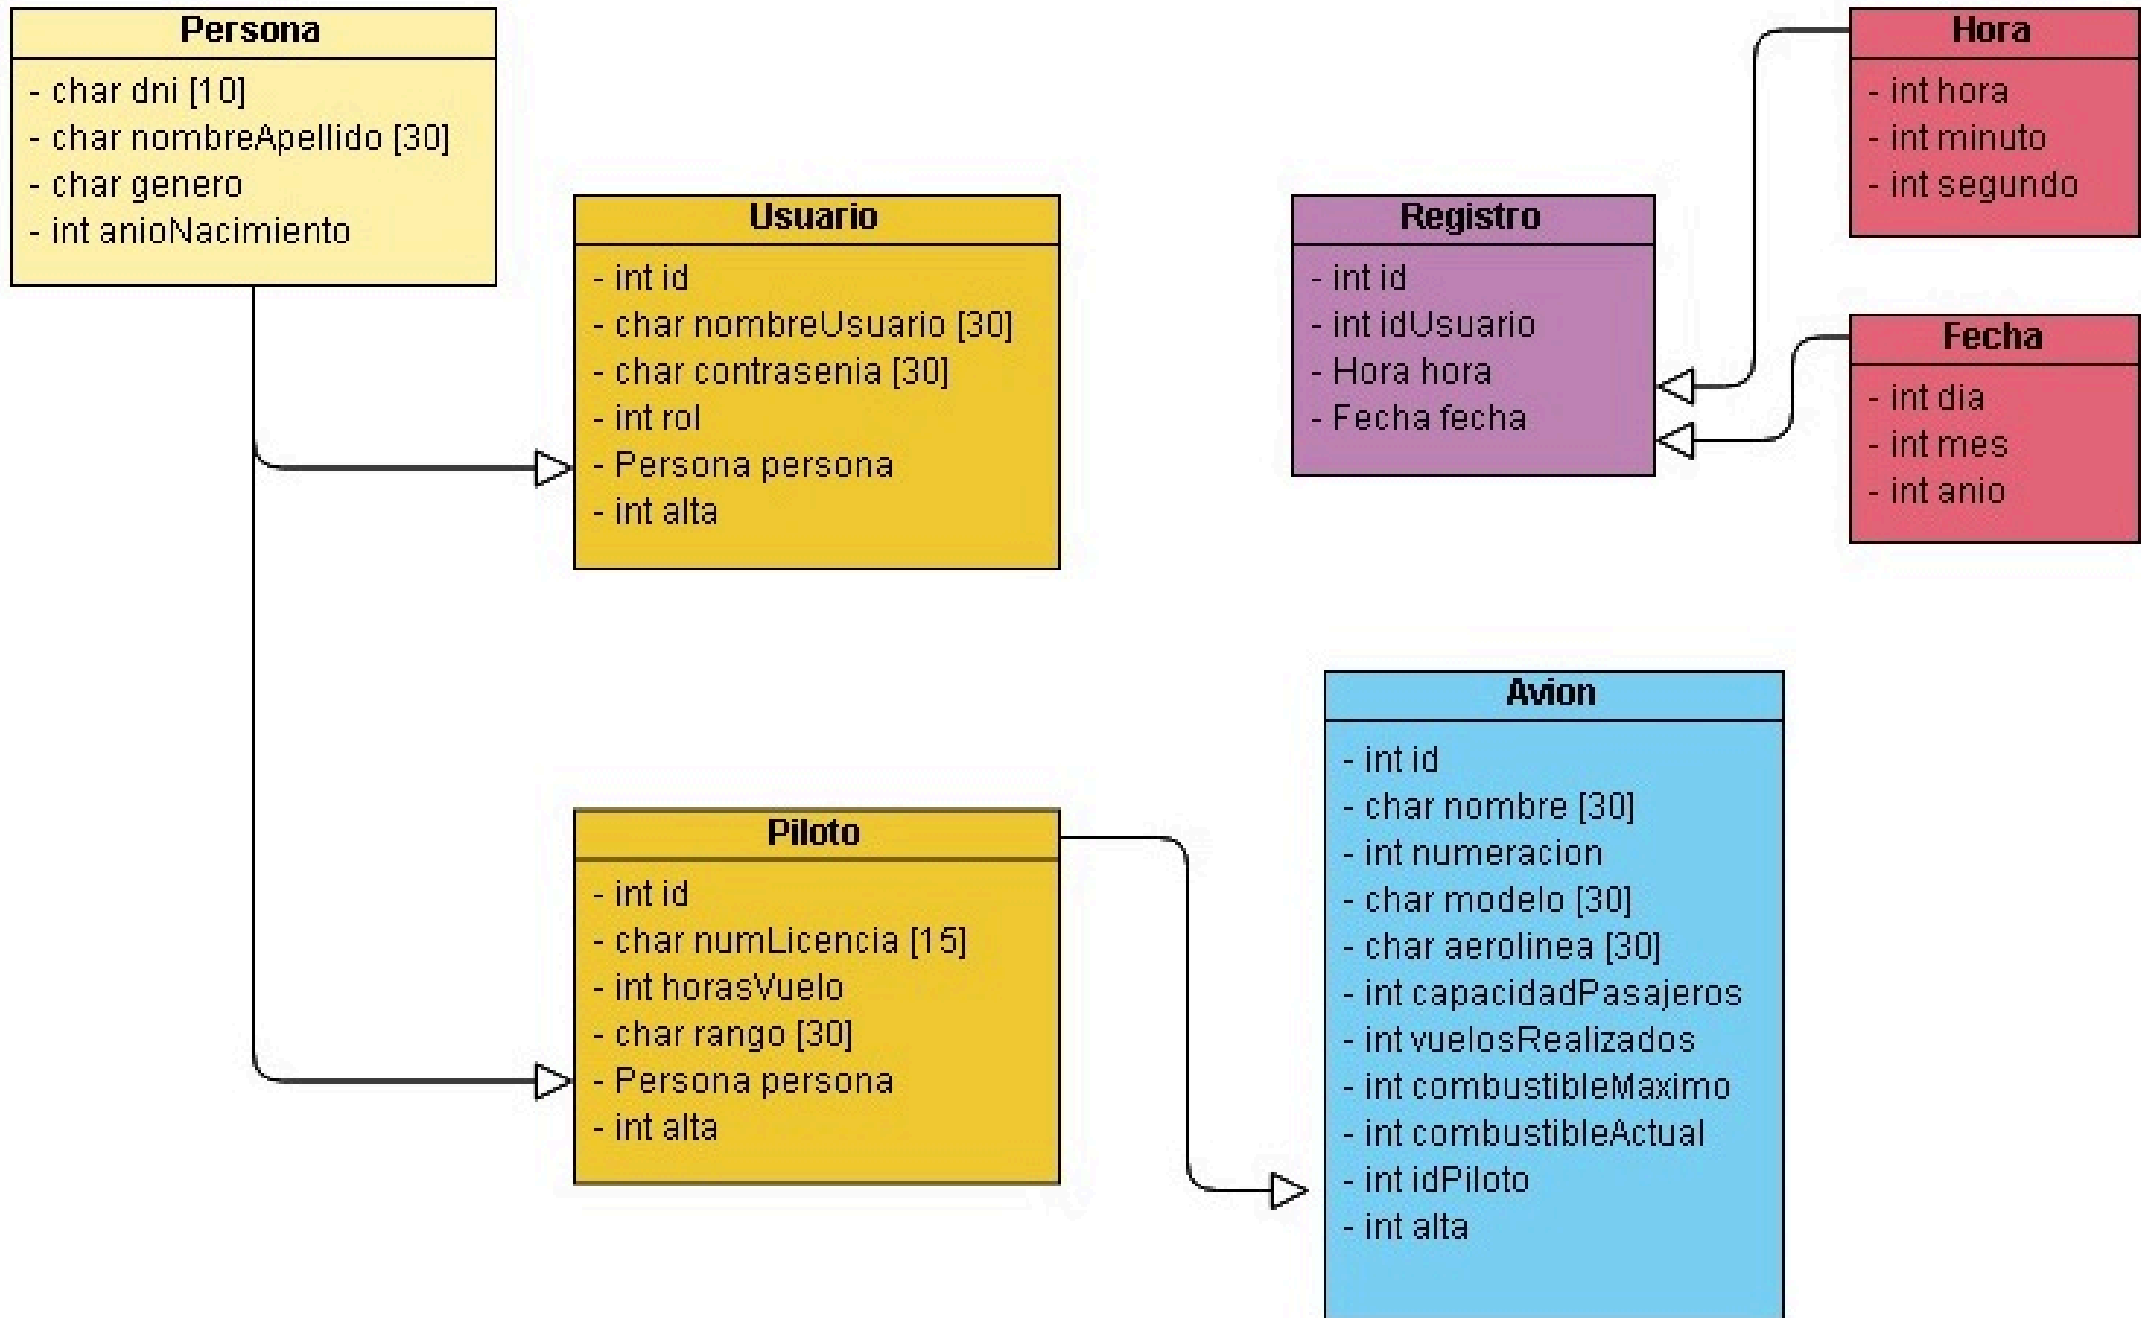 Persona
- char dni [10]
- char nombreApellido [30]
- char genero
- int anioNacimiento
Usuario
- int id
- char nombreUsuario [30]
- char contrasenia [30]
- int rol
- Persona persona
- int alta
Registro
- int id
- int idUsuario
- Hora hora
- Fecha fecha
Hora
- int hora
- int minuto
- int segundo
Fecha
- int dia
- int mes
- int anio
Piloto
- int id
- char numLicencia [15]
- int horasVuelo
- char rango [30]
- Persona persona
- int alta
Avion
- int id
- char nombre [30]
- int numeracion
- char modelo [30]
- char aerolinea [30]
- int capacidadPasajeros
- int vuelosRealizados
- int combustibleMaximo
- int combustibleActual
- int idPiloto
- int alta